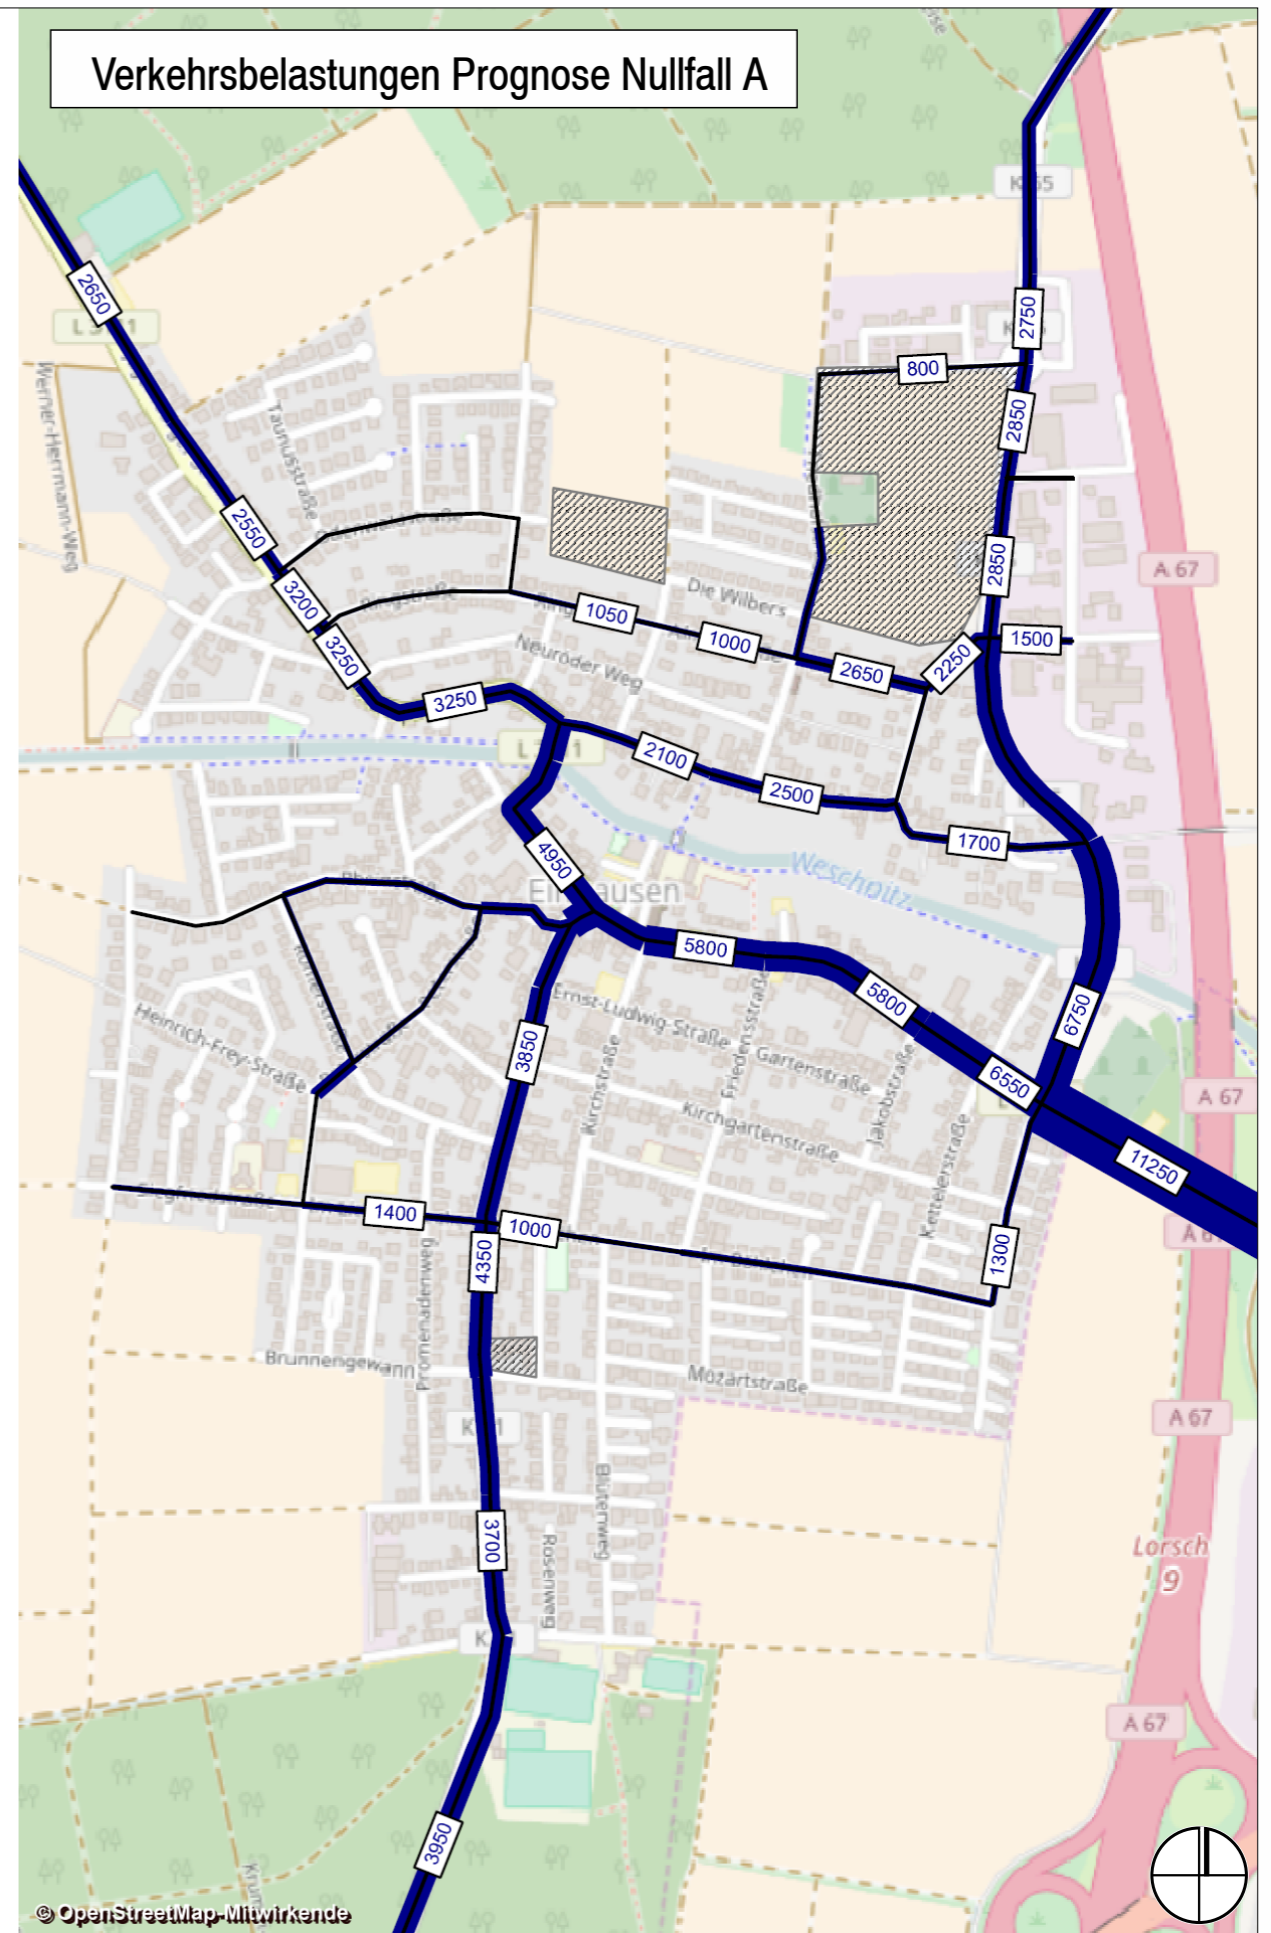 Verkehrsbelastungen Prognose Nullfall A
2650
2750
800
2850
Werner-Herrmann-Weg
Taunusstraße
2550
2850
A 67
3200
Die Wilbers
1050
1000
1500
3250
Neuroder Weg
2650
2250
3250
2100
2500
1700
4950
Weschnitz
5800
5800
6750
Ernst-Ludwig-Straße
Friedensstraße
Gartenstraße
Heinrich-Frey-Straße
3850
Kirchstraße
Jakobstraße
6550
A 67
Kirchgartenstraße
Kettelerstraße
11250
Siegfriedstraße
1400
1000
4350
1300
Promenadenweg
Brunnengewann
Mozartstraße
A 67
Blütenweg
3700
Rosenweg
Lorsch
9
A 67
3950
© OpenStreetMap-Mitwirkende